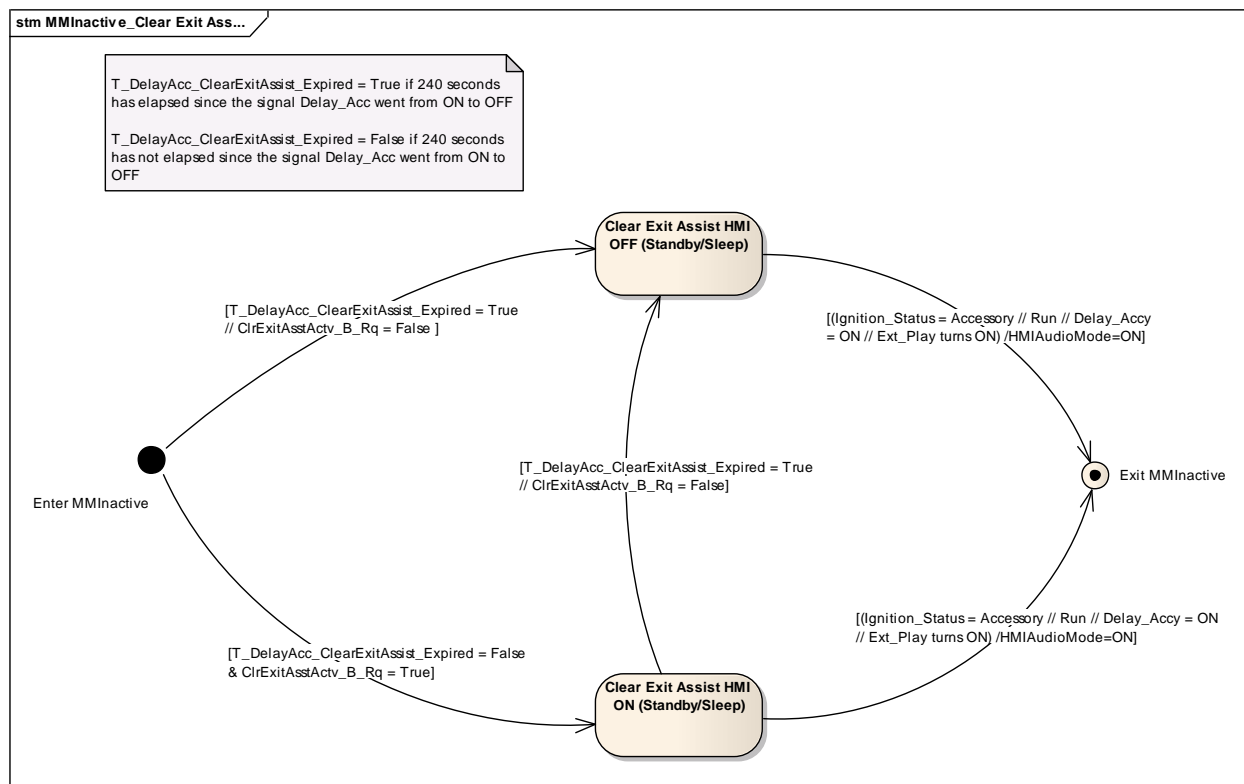 stm MMInactive_Clear Exit Ass...
T_DelayAcc_ClearExitAssist_Expired = True if 240 seconds
has elapsed since the signal Delay_Acc went from ON to OFF
T_DelayAcc_ClearExitAssist_Expired = False if 240 seconds
has not elapsed since the signal Delay_Acc went from ON to
OFF
Clear Exit Assist HMI
OFF (Standby/Sleep)
[T_DelayAcc_ClearExitAssist_Expired = True
// ClrExitAsstActv_B_Rq = False ]
[(Ignition_Status = Accessory // Run // Delay_Accy
= ON // Ext_Play turns ON) /HMIAudioMode=ON]
[T_DelayAcc_ClearExitAssist_Expired = True
// ClrExitAsstActv_B_Rq = False]
Enter MMInactive
Exit MMInactive
[(Ignition_Status = Accessory // Run // Delay_Accy = ON
// Ext_Play turns ON) /HMIAudioMode=ON]
[T_DelayAcc_ClearExitAssist_Expired = False
& ClrExitAsstActv_B_Rq = True]
Clear Exit Assist HMI
ON (Standby/Sleep)